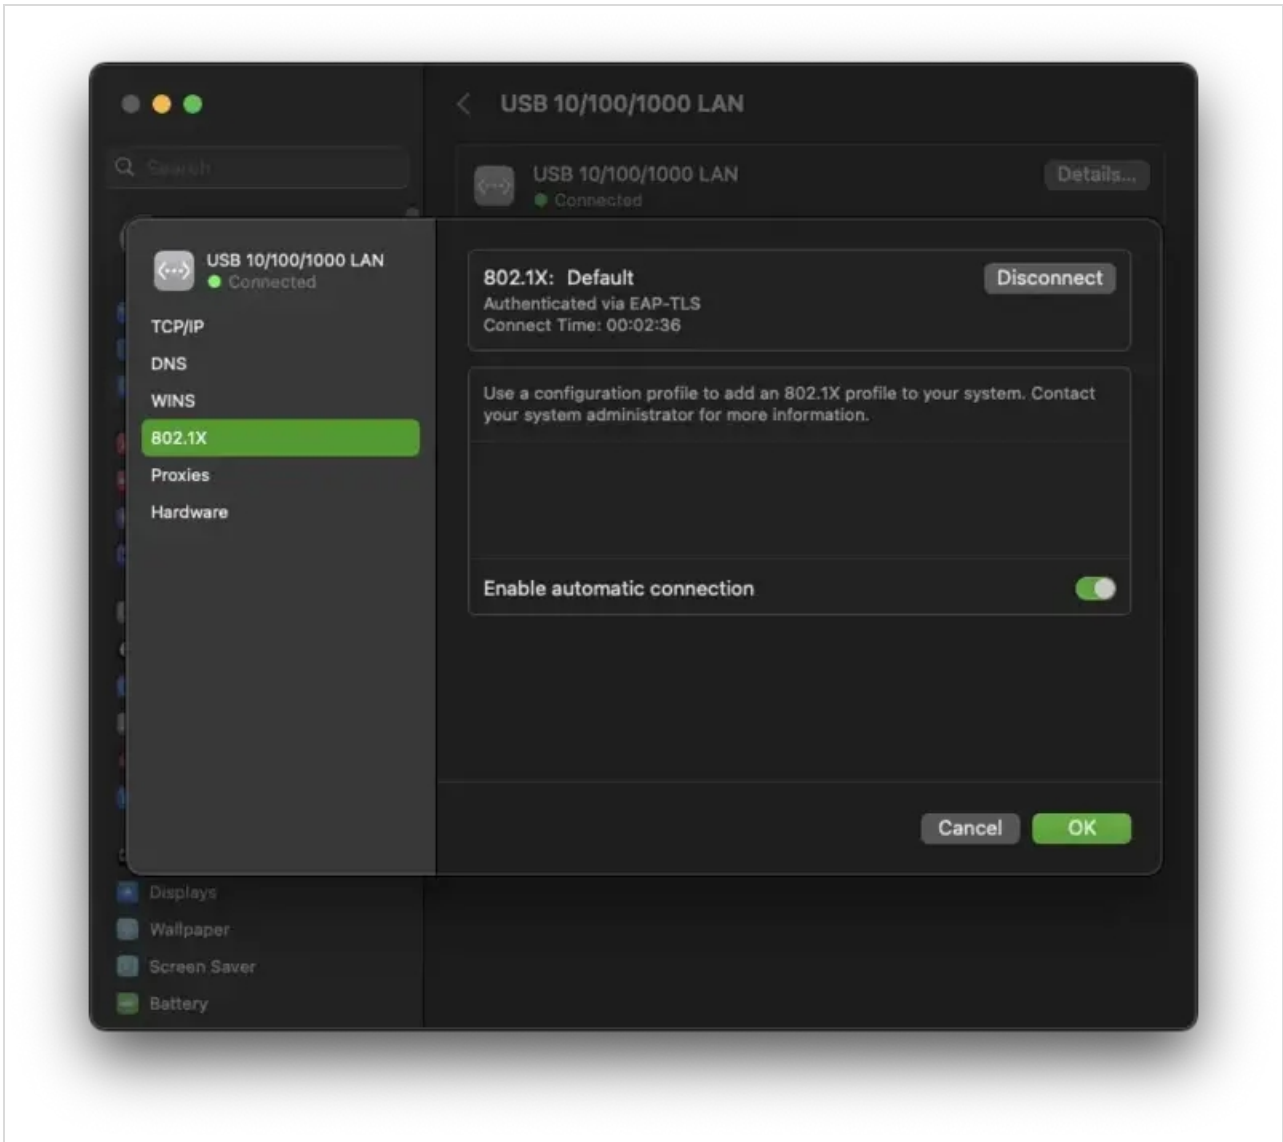 USB 10/100/1000 LAN
Search
USB 10/100/1000 LAN
Connected
Details...
USB 10/100/1000 LAN
Connected
TCP/IP
DNS
WINS
802.1X
Proxies
Hardware
802.1X: Default
Disconnect
Authenticated via EAP-TLS
Connect Time: 00:02:36
Use a configuration profile to add an 802.1X profile to your system. Contact
your system administrator for more information.
Enable automatic connection
Cancel
OK
Displays
Wallpaper
Screen Saver
Battery